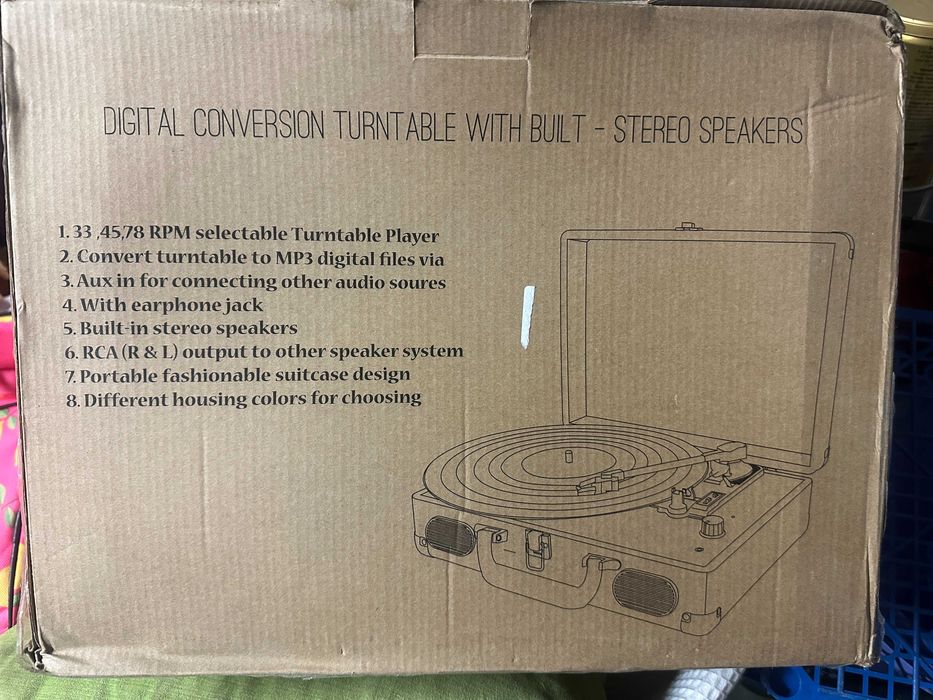 DIGITAL CONVERSION TURNTABLE WITH BUILT - STEREO SPEAKERS
1. 33 ,45,78 RPM selectable Turntable Player
2. Convert turntable to MP3 digital files via
3. Aux in for connecting other audio soures
4. With earphone jack
5. Built-in stereo speakers
6. RCA (R & L) output to other speaker system
7. Portable fashionable suitcase design
8. Different housing colors for choosing